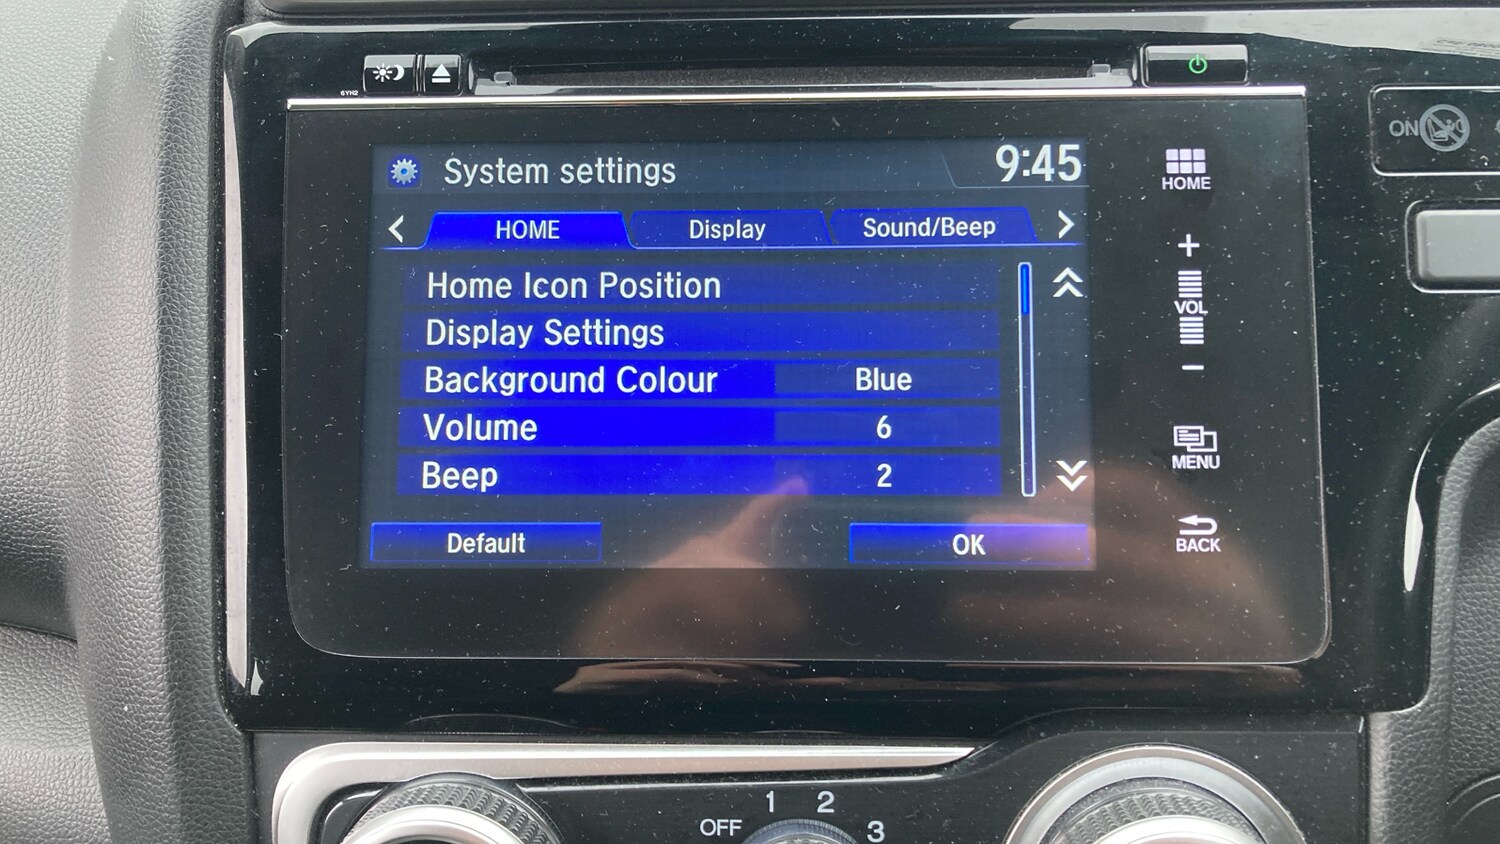 6YH2
System settings
9:45
HOME Display Sound/Beep
Home Icon Position
Display Settings
Background Colour Blue
Volume 6
Beep 2
Default OK
HOME
+
VOL
−
MENU
BACK
ON
1 2
OFF 3